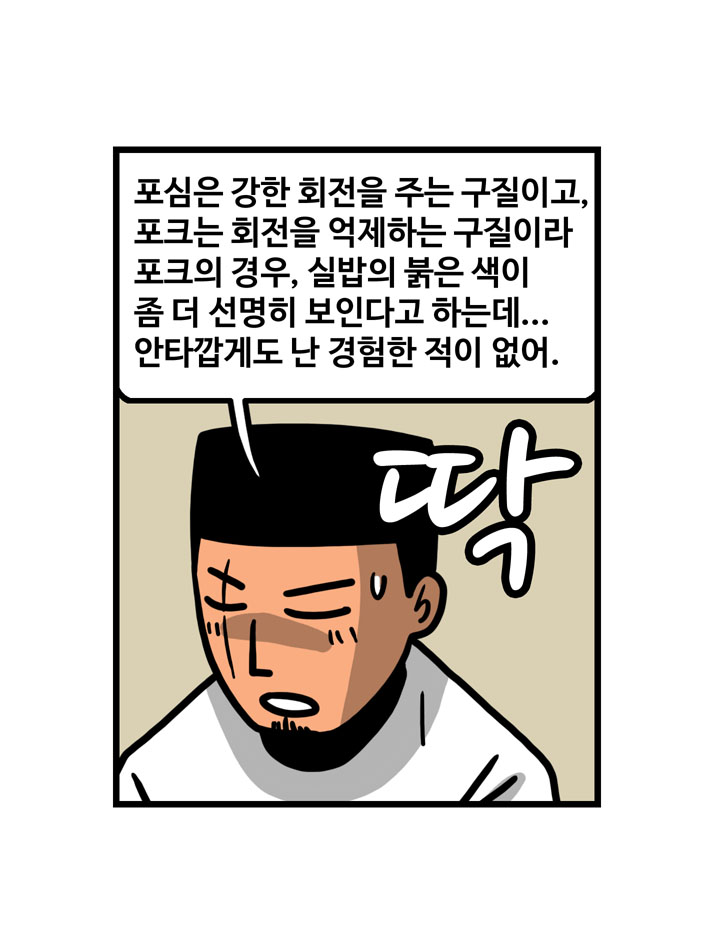 포심은 강한 회전을 주는 구질이고,
포크는 회전을 억제하는 구질이라
포크의 경우, 실밥의 붉은 색이
좀 더 선명히 보인다고 하는데...
안타깝게도 난 경험한 적이 없어.
딱